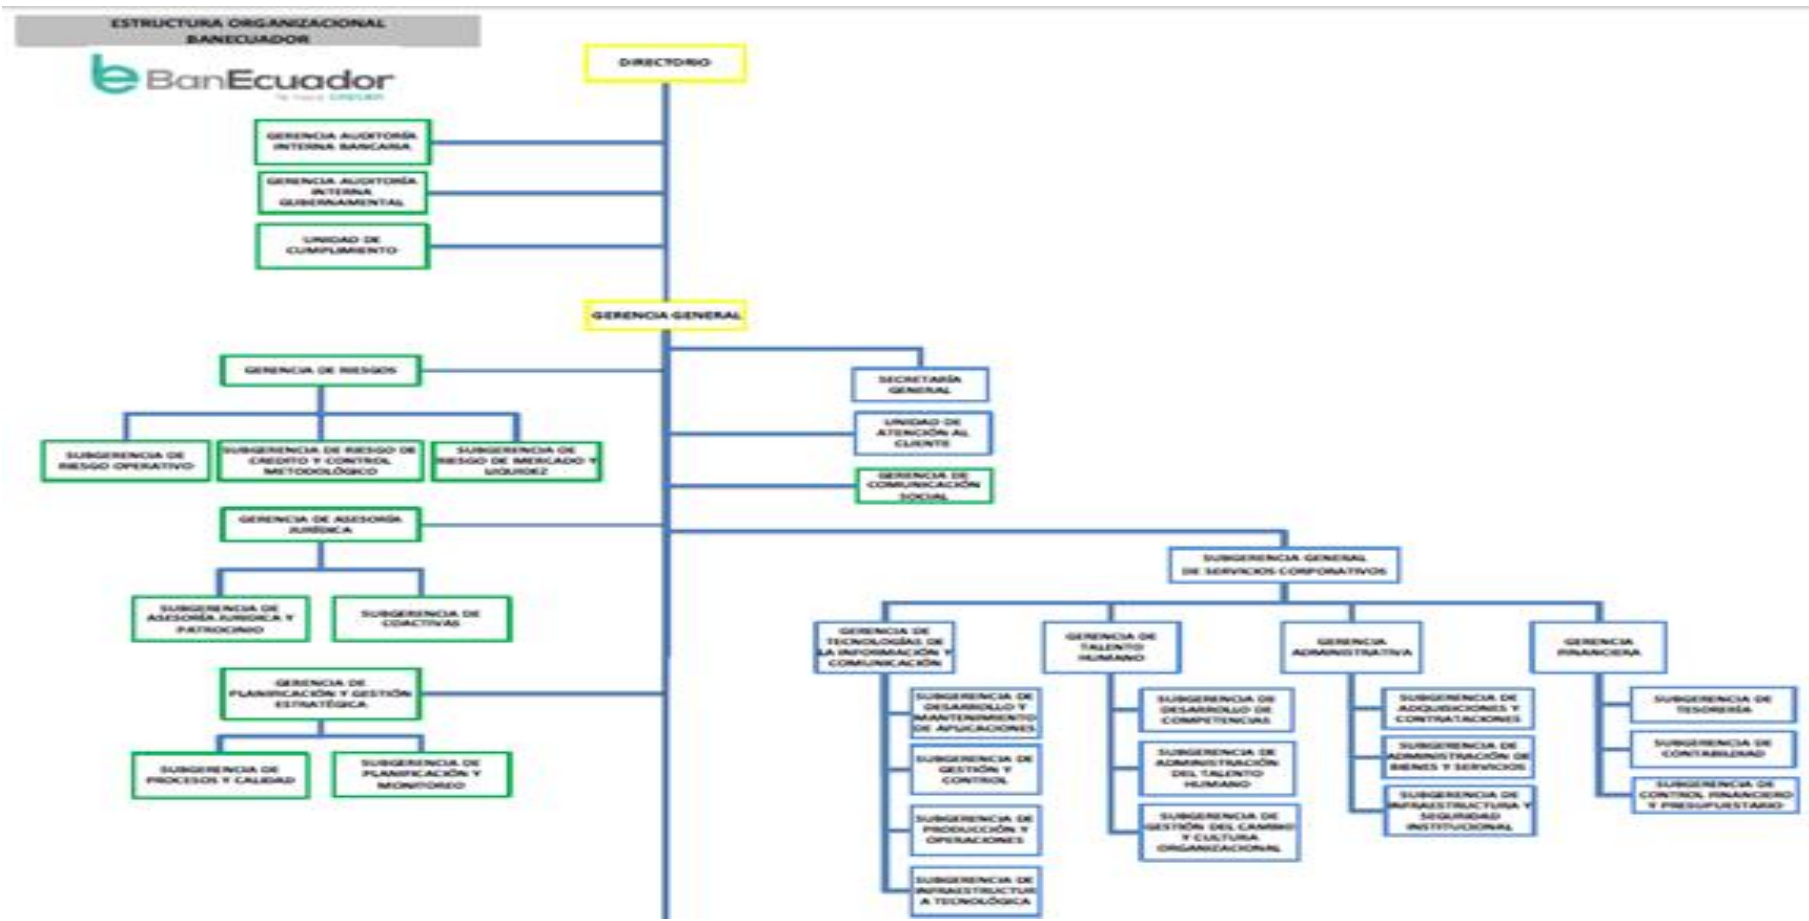 ESTRUCTURA ORGANIZACIONAL
BANECUADOR
BanEcuador
DIRECTORIO
GERENCIA AUDITORÍA
INTERNA BANCARIA
GERENCIA AUDITORÍA
INTERNA
GUBERNAMENTAL
UNIDAD DE
CUMPLIMIENTO
GERENCIA GENERAL
GERENCIA DE RIESGOS
SECRETARÍA
GENERAL
UNIDAD DE
ATENCIÓN AL
CLIENTE
GERENCIA DE
COMUNICACIÓN
SOCIAL
SUBGERENCIA DE
RIESGO OPERATIVO
SUBGERENCIA DE RIESGO DE
CREDITO Y CONTROL
METODOLÓGICO
SUBGERENCIA DE
RIESGO DE MERCADO Y
LIQUIDEZ
GERENCIA DE ASESORÍA
JURÍDICA
SUBGERENCIA DE
ASESORÍA JURIDICA Y
PATROCINIO
SUBGERENCIA DE
COACTIVAS
SUBGERENCIA GENERAL
DE SERVICIOS CORPORATIVOS
GERENCIA DE
TECNOLOGÍAS DE
LA INFORMACIÓN Y
COMUNICACIÓN
GERENCIA DE
TALENTO
HUMANO
GERENCIA
ADMINISTRATIVA
GERENCIA
FINANCIERA
GERENCIA DE
PLANIFICACIÓN Y GESTIÓN
ESTRATÉGICA
SUBGERENCIA DE
PROCESOS Y CALIDAD
SUBGERENCIA DE
PLANIFICACIÓN Y
MONITOREO
SUBGERENCIA DE
DESARROLLO Y
MANTENIMIENTO
DE APLICACIONES
SUBGERENCIA DE
GESTIÓN Y
CONTROL
SUBGERENCIA DE
PRODUCCIÓN Y
OPERACIONES
SUBGERENCIA DE
INFRAESTRUCTUR
A TECNOLÓGICA
SUBGERENCIA DE
DESARROLLO DE
COMPETENCIAS
SUBGERENCIA DE
ADMINISTRACIÓN
DEL TALENTO
HUMANO
SUBGERENCIA DE
GESTIÓN DEL CAMBIO
Y CULTURA
ORGANIZACIONAL
SUBGERENCIA DE
ADQUISICIONES Y
CONTRATACIONES
SUBGERENCIA DE
ADMINISTRACIÓN DE
BIENES Y SERVICIOS
SUBGERENCIA DE
INFRAESTRUCTURA Y
SEGURIDAD
INSTITUCIONAL
SUBGERENCIA DE
TESORERÍA
SUBGERENCIA DE
CONTABILIDAD
SUBGERENCIA DE
CONTROL FINANCIERO
Y PRESUPUESTARIO